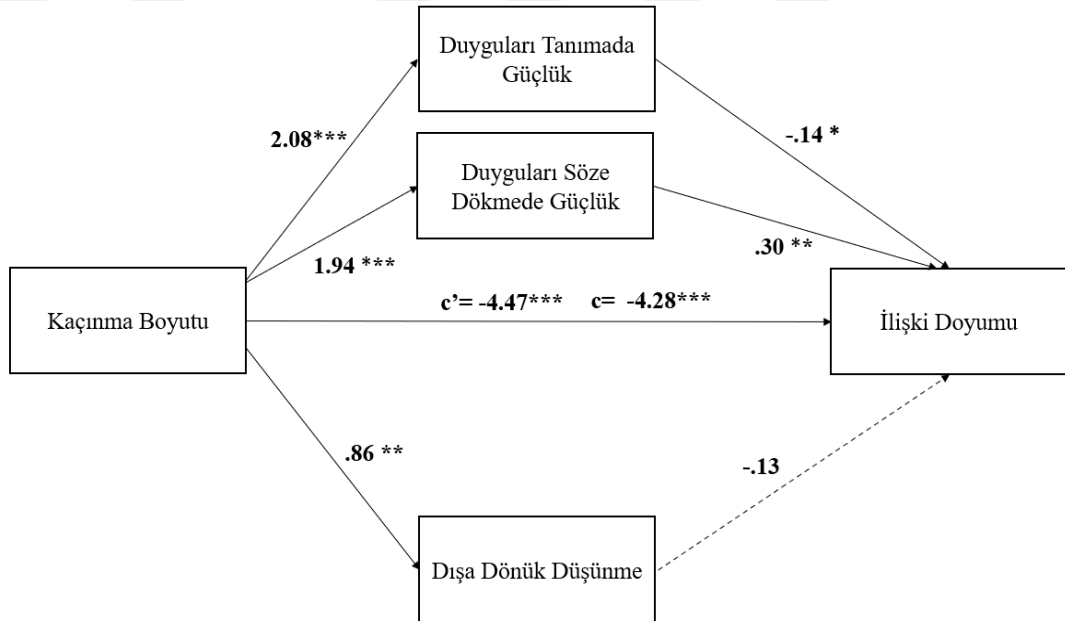 Duyguları Tanımada
Güçlük
2.08***
-.14 *
Duyguları Söze
Dökmede Güçlük
1.94 ***
.30 **
Kaçınma Boyutu
c’= -4.47*** c= -4.28***
İlişki Doyumu
.86 **
-.13
Dışa Dönük Düşünme